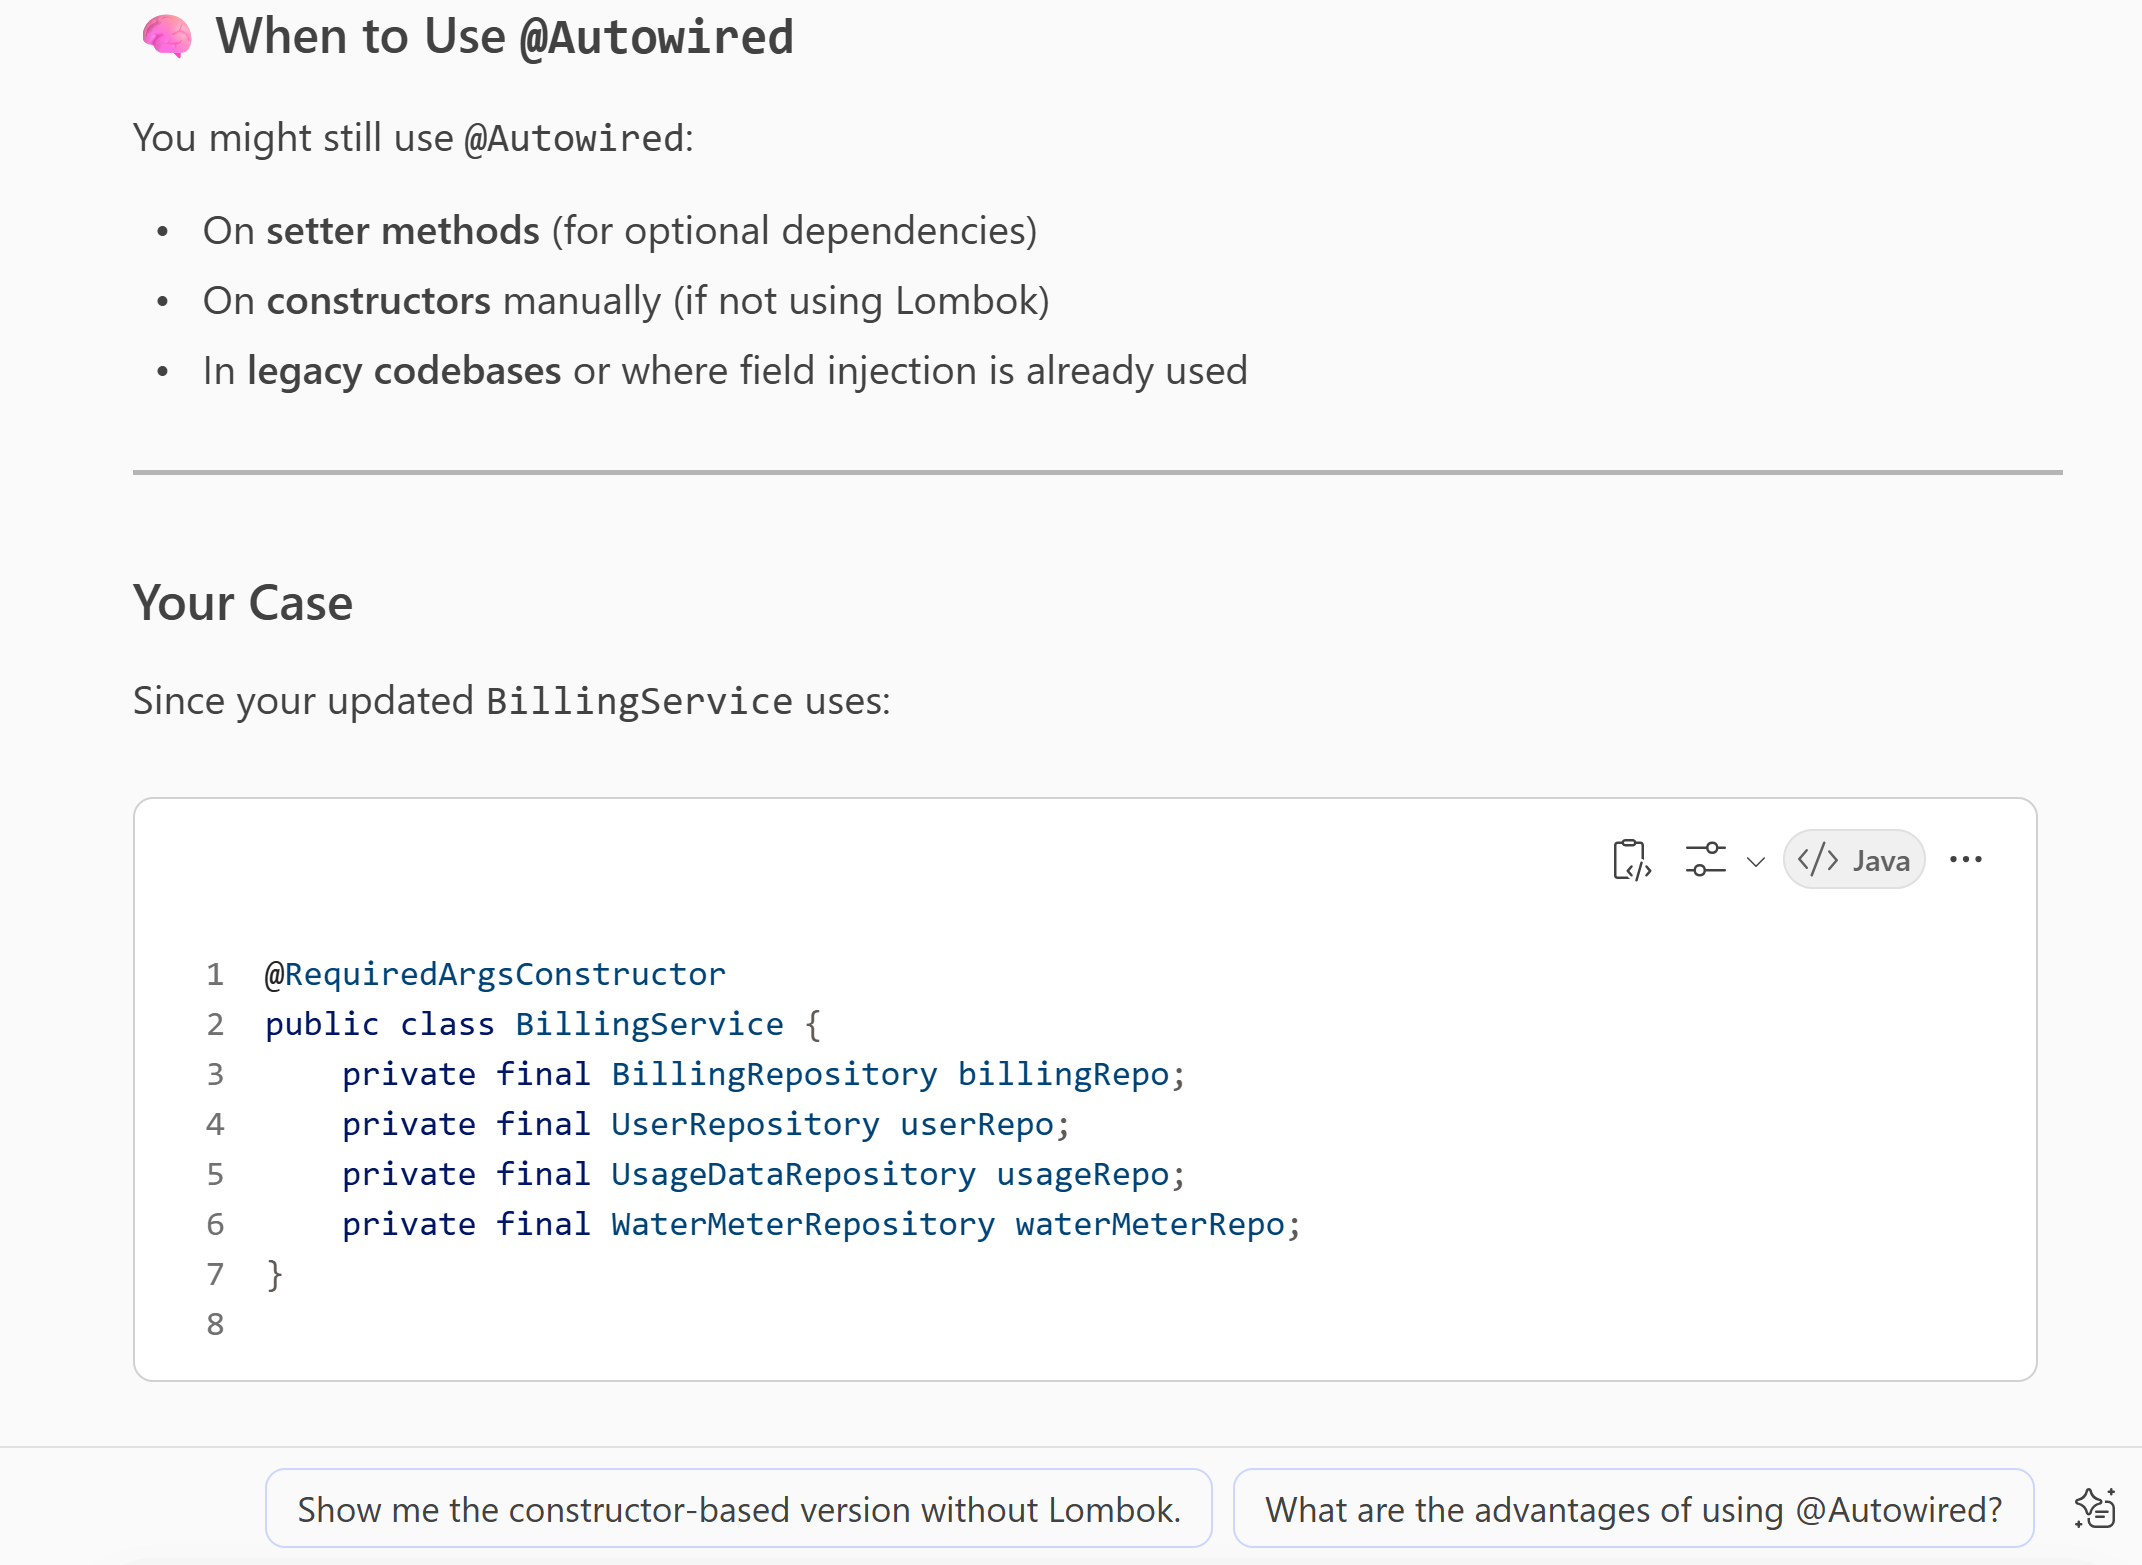 🧠 When to Use @Autowired
You might still use @Autowired:
• On setter methods (for optional dependencies)
• On constructors manually (if not using Lombok)
• In legacy codebases or where field injection is already used
Your Case
Since your updated BillingService uses:
</> Java
1 @RequiredArgsConstructor
2 public class BillingService {
3     private final BillingRepository billingRepo;
4     private final UserRepository userRepo;
5     private final UsageDataRepository usageRepo;
6     private final WaterMeterRepository waterMeterRepo;
7 }
8
Show me the constructor-based version without Lombok.
What are the advantages of using @Autowired?